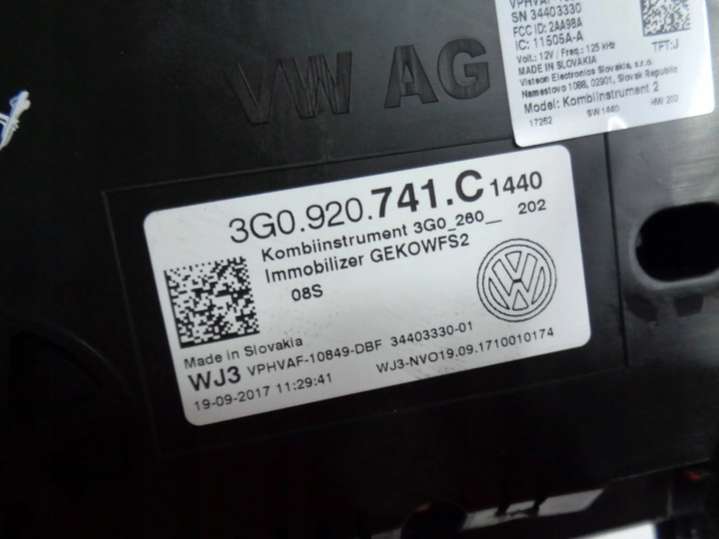 SN 34403330
FCC ID: 2AA98A
IC: 11505A-A
Volt.: 12V / Freq.: 125 kHz
MADE IN SLOVAKIA TFT:J
Visteon Electronics Slovakia, s.r.o.
Namestovo 1088, 02901, Slovak Republic
Model: Kombiinstrument 2
17262 SW 1440 HW 202
VW AG
3G0.920.741.C 1440
Kombiinstrument 3G0_260__ 202
Immobilizer GEKOWFS2
08S
Made in Slovakia
WJ3 VPHVAF-10849-DBF 34403330-01
19-09-2017 11:29:41 WJ3-NVO19.09.1710010174